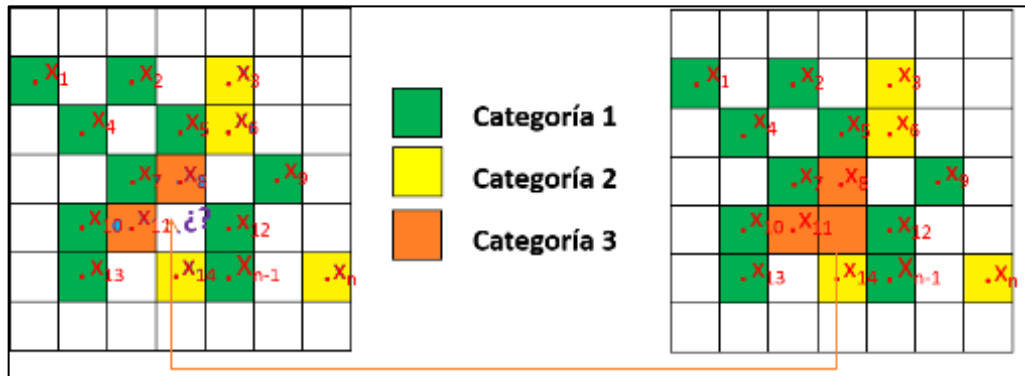 X1 X2 X3
X4 X5 X6
X7 X8 X9
X10 X11 ¿? X12
X13 X14 Xn-1 Xn
Categoría 1
Categoría 2
Categoría 3
X1 X2 X3
X4 X5 X6
X7 X8 X9
X10 X11 X12
X13 X14 Xn-1 Xn